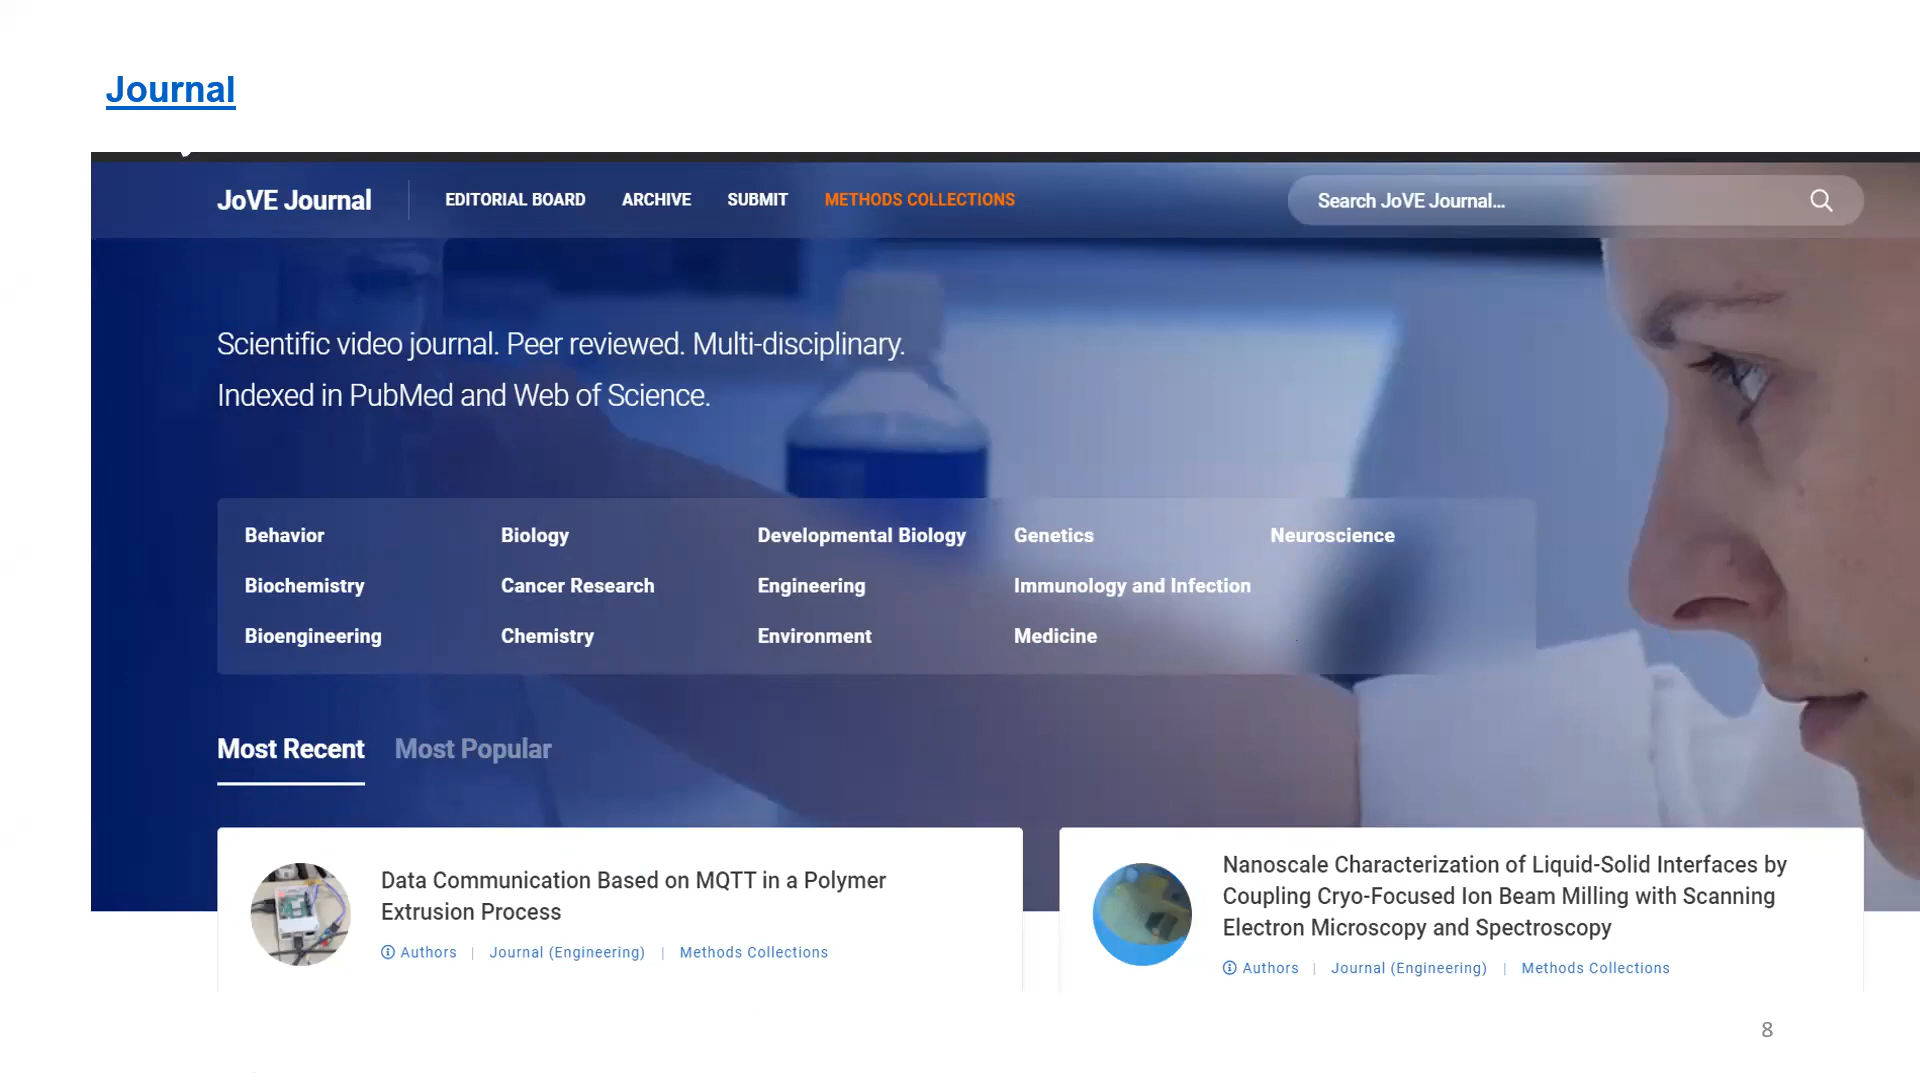 Journal
JoVE Journal
EDITORIAL BOARD
ARCHIVE
SUBMIT
METHODS COLLECTIONS
Search JoVE Journal...
Scientific video journal. Peer reviewed. Multi-disciplinary.
Indexed in PubMed and Web of Science.
Behavior
Biology
Developmental Biology
Genetics
Neuroscience
Biochemistry
Cancer Research
Engineering
Immunology and Infection
Bioengineering
Chemistry
Environment
Medicine
Most Recent
Most Popular
Data Communication Based on MQTT in a Polymer
Extrusion Process
Authors | Journal (Engineering) | Methods Collections
Nanoscale Characterization of Liquid-Solid Interfaces by
Coupling Cryo-Focused Ion Beam Milling with Scanning
Electron Microscopy and Spectroscopy
Authors | Journal (Engineering) | Methods Collections
8